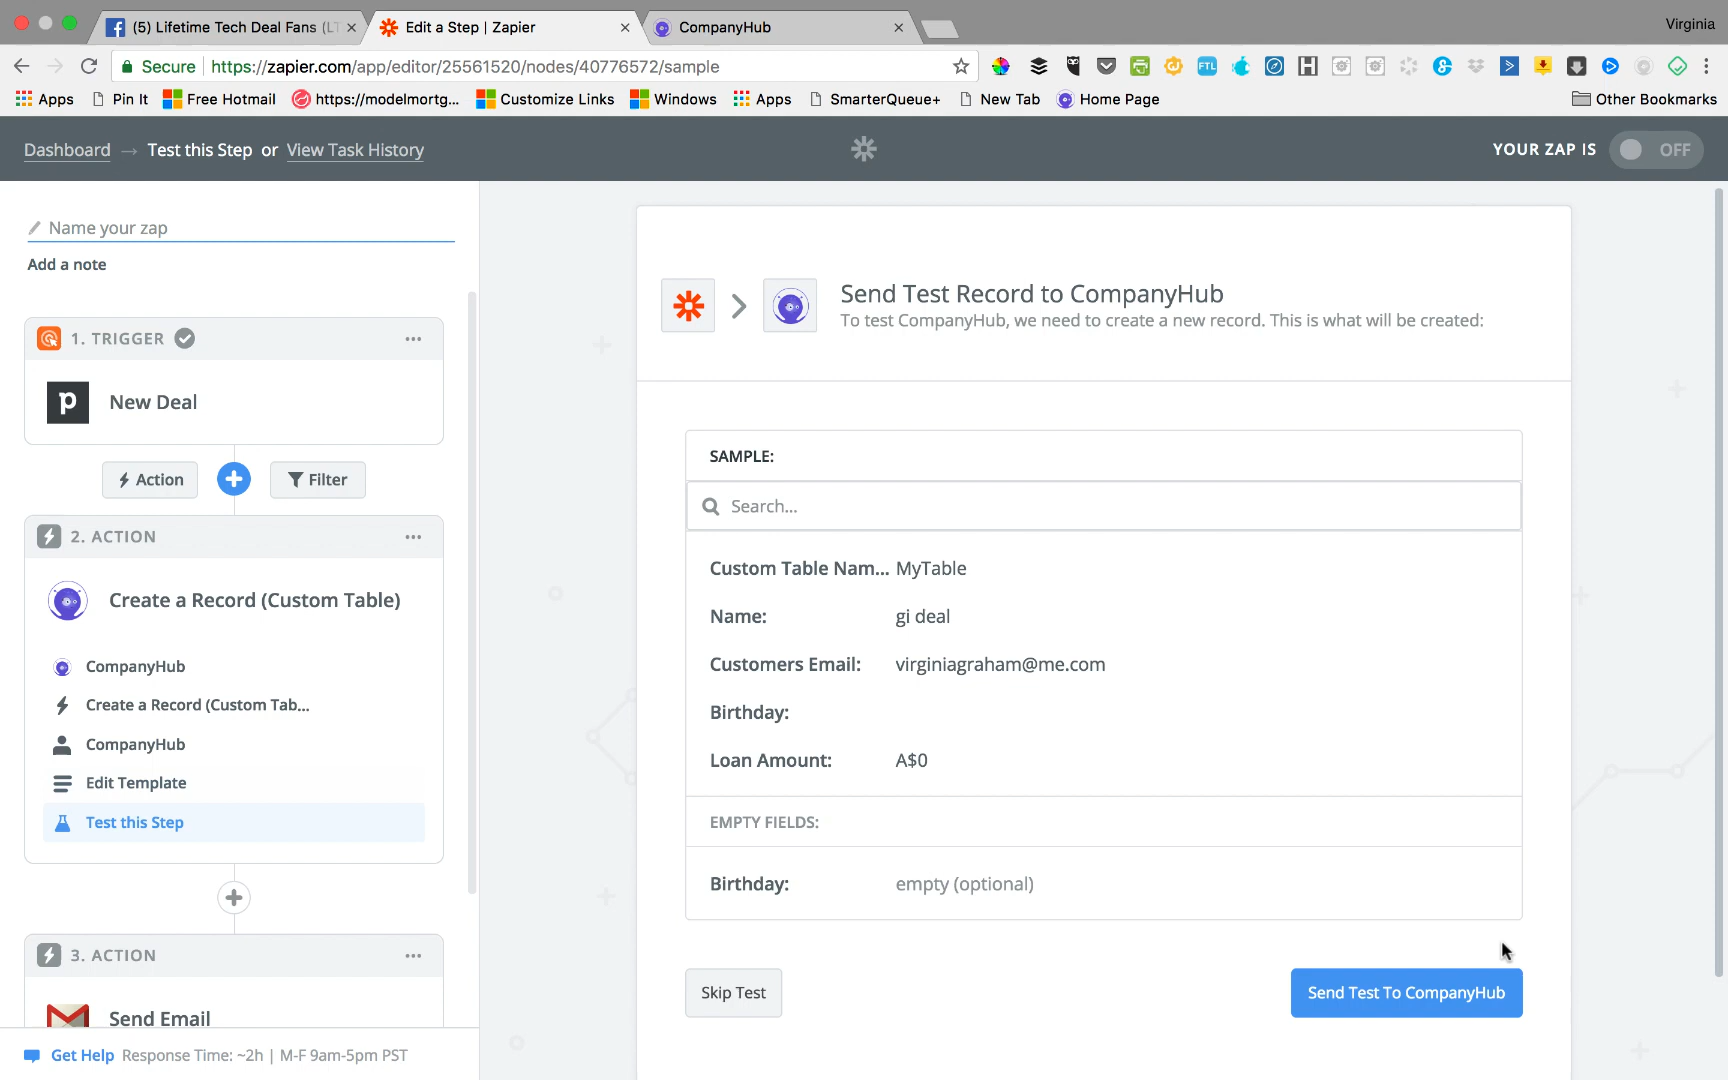 (5) Lifetime Tech Deal Fans (LT
Edit a Step | Zapier
CompanyHub
Virginia
Secure
https://zapier.com/app/editor/25561520/nodes/40776572/sample
FTL
Apps
Pin It
Free Hotmail
https://modelmortg...
Customize Links
Windows
Apps
SmarterQueue+
New Tab
Home Page
Other Bookmarks
Dashboard → Test this Step or View Task History
YOUR ZAP IS
OFF
Name your zap
Add a note
1. TRIGGER
New Deal
Action
Filter
2. ACTION
Create a Record (Custom Table)
CompanyHub
Create a Record (Custom Tab...
CompanyHub
Edit Template
Test this Step
3. ACTION
Send Email
Get Help Response Time: ~2h | M-F 9am-5pm PST
Send Test Record to CompanyHub
To test CompanyHub, we need to create a new record. This is what will be created:
SAMPLE:
Search...
Custom Table Nam... MyTable
Name: gi deal
Customers Email: virginiagraham@me.com
Birthday:
Loan Amount: A$0
EMPTY FIELDS:
Birthday: empty (optional)
Skip Test
Send Test To CompanyHub